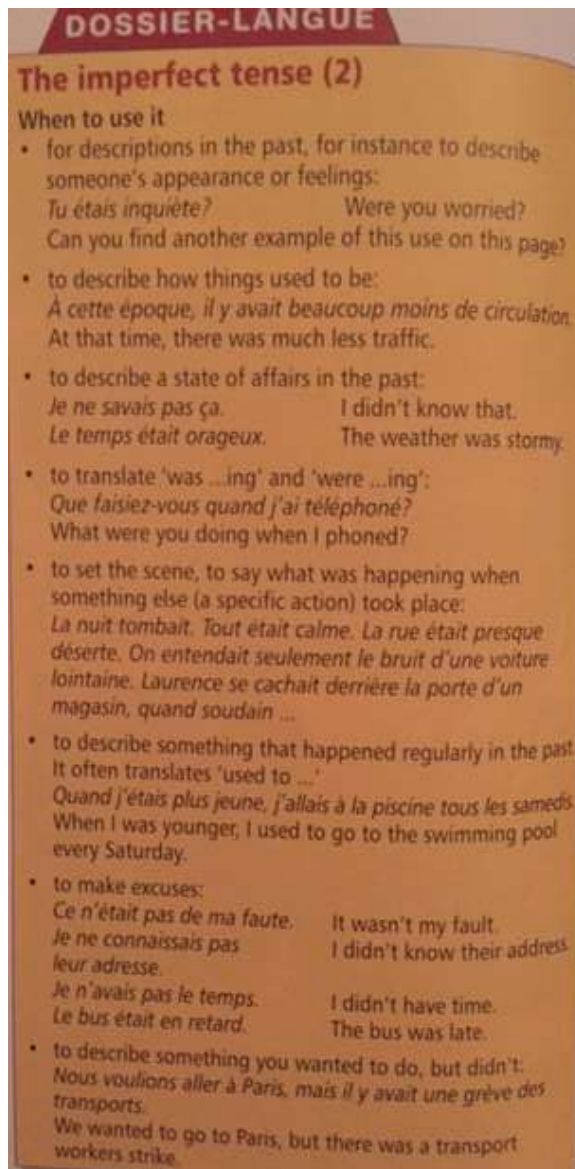 DOSSIER-LANGUE
The imperfect tense (2)
When to use it
• for descriptions in the past, for instance to describe
someone's appearance or feelings:
Tu étais inquiète? Were you worried?
Can you find another example of this use on this page?
• to describe how things used to be:
À cette époque, il y avait beaucoup moins de circulation.
At that time, there was much less traffic.
• to describe a state of affairs in the past:
Je ne savais pas ça. I didn't know that.
Le temps était orageux. The weather was stormy.
• to translate 'was ...ing' and 'were ...ing':
Que faisiez-vous quand j'ai téléphoné?
What were you doing when I phoned?
• to set the scene, to say what was happening when
something else (a specific action) took place:
La nuit tombait. Tout était calme. La rue était presque
déserte. On entendait seulement le bruit d'une voiture
lointaine. Laurence se cachait derrière la porte d'un
magasin, quand soudain ...
• to describe something that happened regularly in the past
It often translates 'used to ...'
Quand j'étais plus jeune, j'allais à la piscine tous les samedis
When I was younger, I used to go to the swimming pool
every Saturday.
• to make excuses:
Ce n'était pas de ma faute. It wasn't my fault.
Je ne connaissais pas I didn't know their address.
leur adresse.
Je n'avais pas le temps. I didn't have time.
Le bus était en retard. The bus was late.
• to describe something you wanted to do, but didn't:
Nous voulions aller à Paris, mais il y avait une grève des
transports.
We wanted to go to Paris, but there was a transport
workers strike.